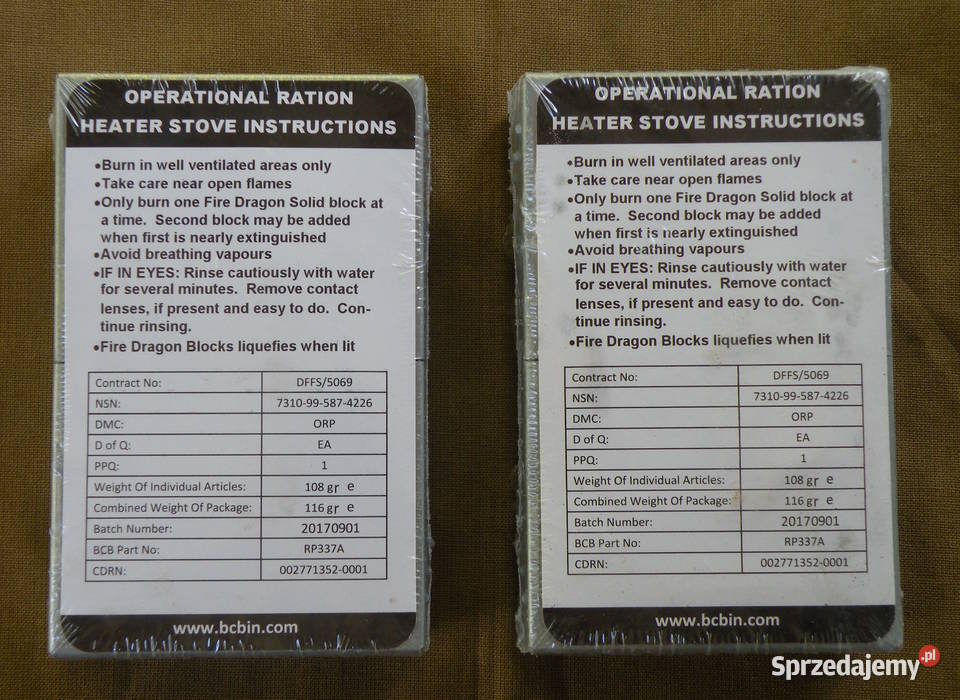 OPERATIONAL RATION
HEATER STOVE INSTRUCTIONS
•Burn in well ventilated areas only
•Take care near open flames
•Only burn one Fire Dragon Solid block at
a time. Second block may be added
when first is nearly extinguished
•Avoid breathing vapours
•IF IN EYES: Rinse cautiously with water
for several minutes. Remove contact
lenses, if present and easy to do. Con-
tinue rinsing.
•Fire Dragon Blocks liquefies when lit
Contract No: DFFS/5069
NSN: 7310-99-587-4226
DMC: ORP
D of Q: EA
PPQ: 1
Weight Of Individual Articles: 108 gr e
Combined Weight Of Package: 116 gr e
Batch Number: 20170901
BCB Part No: RP337A
CDRN: 002771352-0001
www.bcbin.com
OPERATIONAL RATION
HEATER STOVE INSTRUCTIONS
•Burn in well ventilated areas only
•Take care near open flames
•Only burn one Fire Dragon Solid block at
a time. Second block may be added
when first is nearly extinguished
•Avoid breathing vapours
•IF IN EYES: Rinse cautiously with water
for several minutes. Remove contact
lenses, if present and easy to do. Con-
tinue rinsing.
•Fire Dragon Blocks liquefies when lit
Contract No: DFFS/5069
NSN: 7310-99-587-4226
DMC: ORP
D of Q: EA
PPQ: 1
Weight Of Individual Articles: 108 gr e
Combined Weight Of Package: 116 gr e
Batch Number: 20170901
BCB Part No: RP337A
CDRN: 002771352-0001
www.bcbin.com
Sprzedajemy.pl